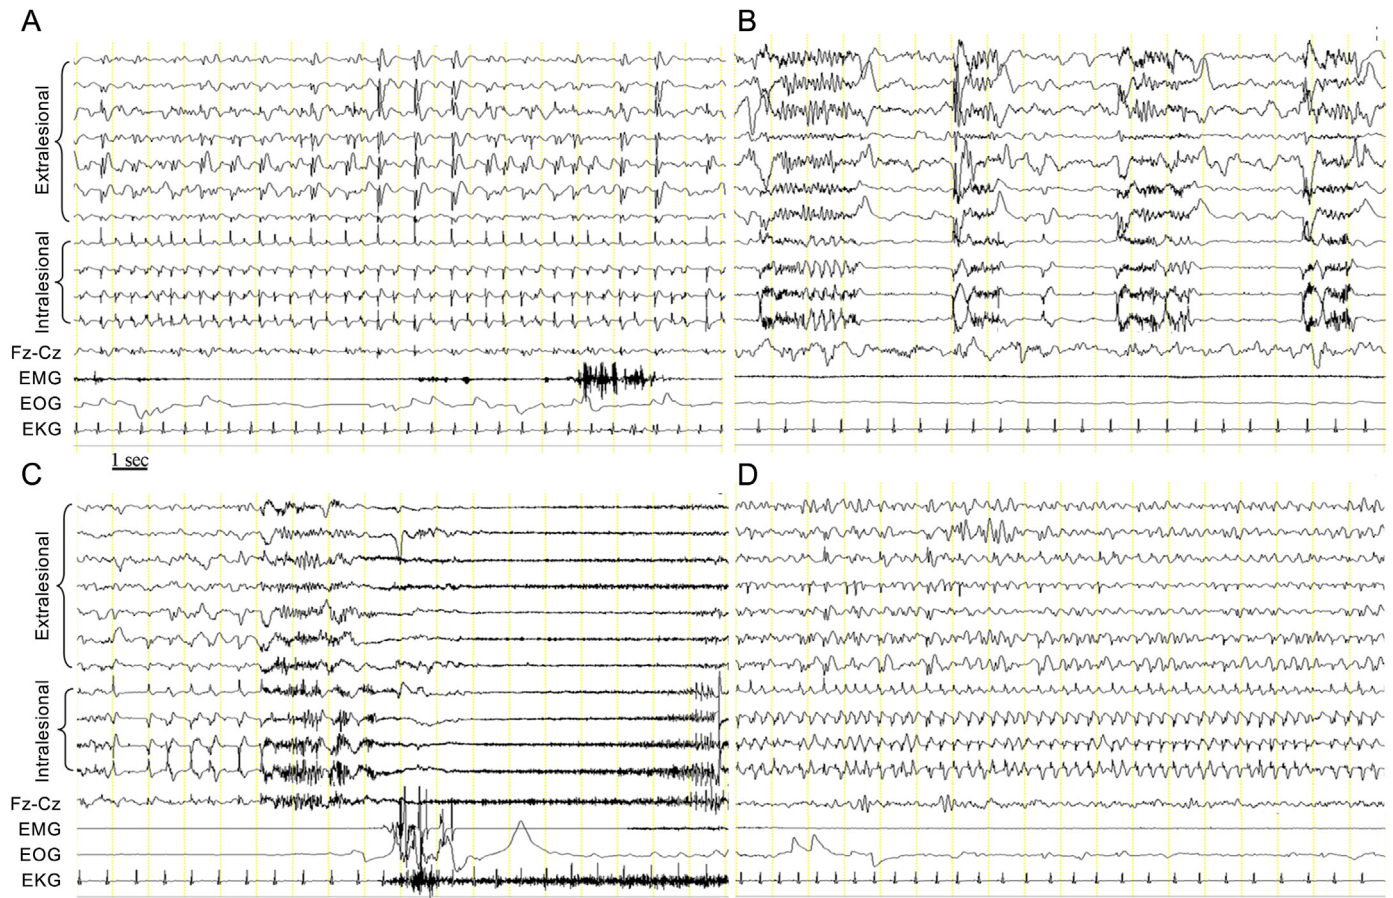 A
B
Extralesional
Intralesional
Fz-Cz
EMG
EOG
EKG
1 sec
C
D
Extralesional
Intralesional
Fz-Cz
EMG
EOG
EKG